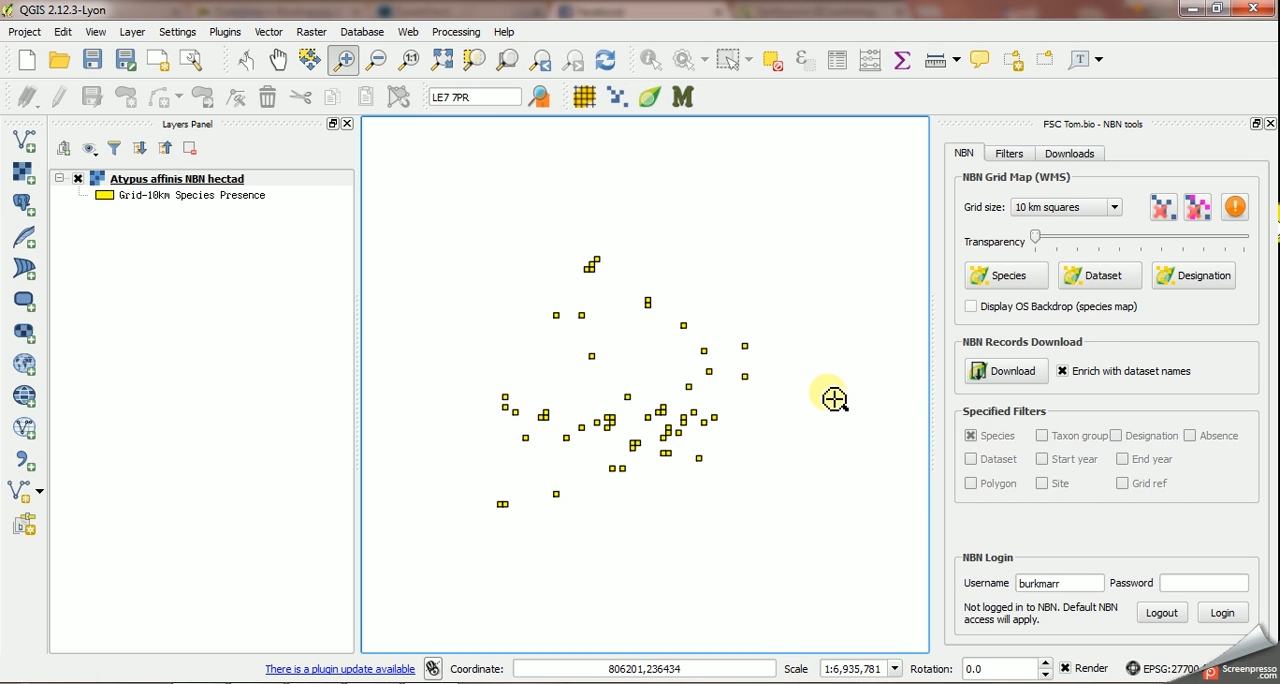 QGIS 2.12.3-Lyon
Project Edit View Layer Settings Plugins Vector Raster Database Web Processing Help
LE7 7PR
Layers Panel
FSC Tom.bio - NBN tools
NBN Filters Downloads
Atypus affinis NBN hectad
Grid-10km Species Presence
NBN Grid Map (WMS)
Grid size: 10 km squares
Transparency
Species Dataset Designation
Display OS Backdrop (species map)
NBN Records Download
Download Enrich with dataset names
Specified Filters
Species Taxon group Designation Absence
Dataset Start year End year
Polygon Site Grid ref
NBN Login
Username burkmarr Password
Not logged in to NBN. Default NBN
access will apply.
Logout Login
There is a plugin update available Coordinate: 806201,236434 Scale 1:6,935,781 Rotation: 0.0 Render EPSG:27700
Screenpresso
.com